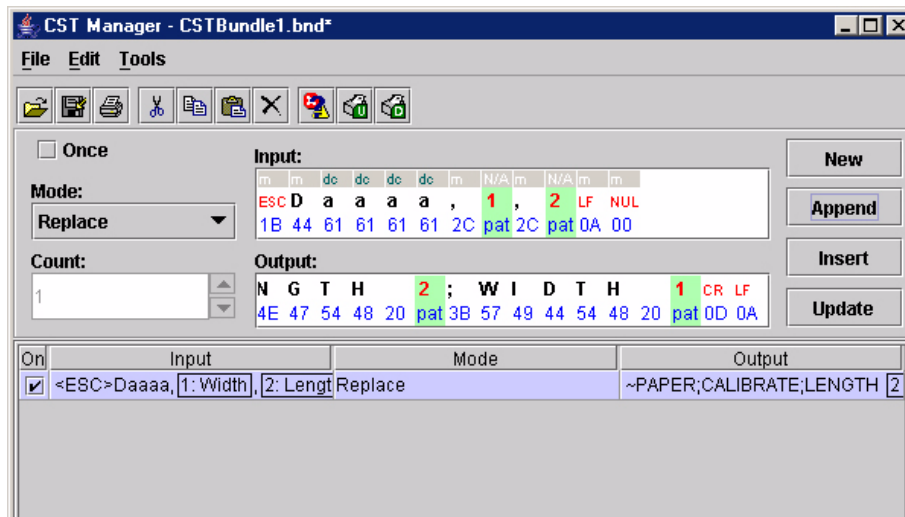 CST Manager - CSTBundle1.bnd*
File Edit Tools
Once
Mode:
Replace
Count:
1
Input:
m m dc dc dc dc m N/A m N/A m m
ESC D a a a a , 1 , 2 LF NUL
1B 44 61 61 61 61 2C pat 2C pat 0A 00
Output:
N G T H 2 ; W I D T H 1 CR LF
4E 47 54 48 20 pat 3B 57 49 44 54 48 20 pat 0D 0A
New
Append
Insert
Update
On Input Mode Output
<ESC>Daaaa, 1: Width , 2: Lengt Replace ~PAPER;CALIBRATE;LENGTH 2